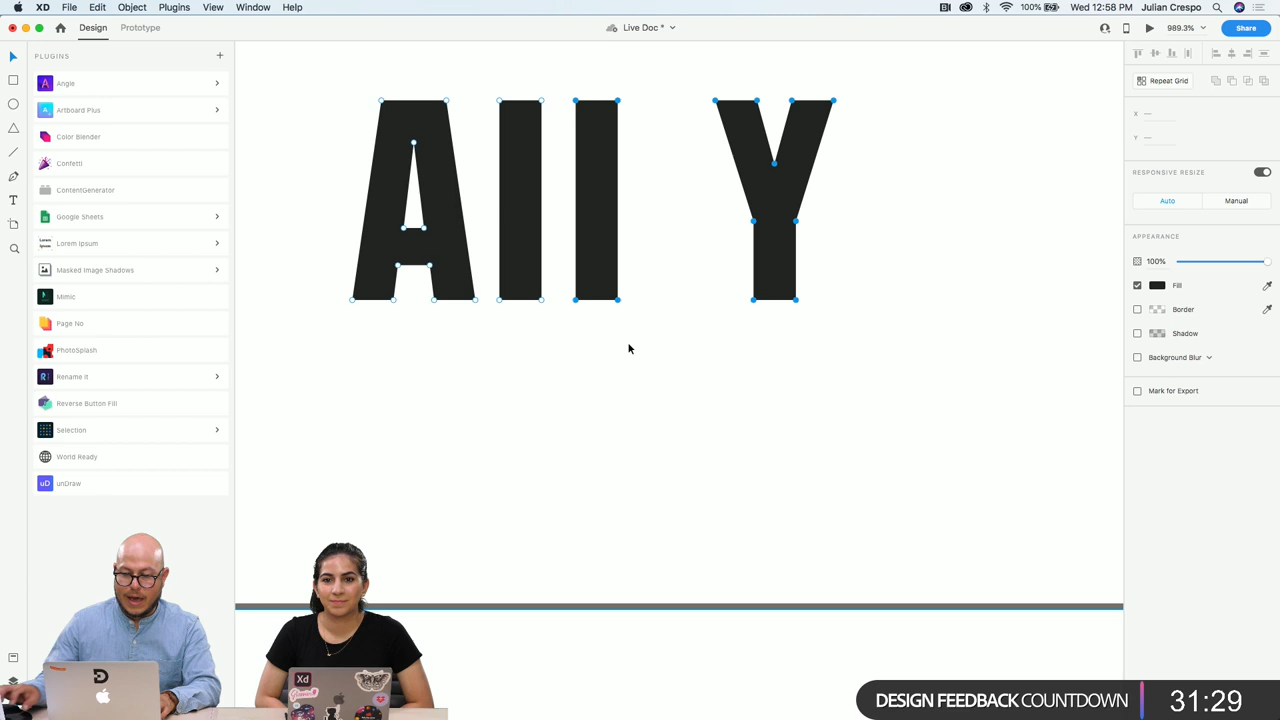 XD File Edit Object Plugins View Window Help
100% Wed 12:58 PM Julian Crespo
Design Prototype
Live Doc *
989.3%
Share
PLUGINS
Angle
Artboard Plus
Color Blender
Confetti
ContentGenerator
Google Sheets
Lorem Ipsum
Masked Image Shadows
Mimic
Page No
PhotoSplash
Rename It
Reverse Button Fill
Selection
World Ready
uD unDraw
All Y
Repeat Grid
X —
Y —
RESPONSIVE RESIZE
Auto Manual
APPEARANCE
100%
Fill
Border
Shadow
Background Blur
Mark for Export
Xd
DESIGN FEEDBACK COUNTDOWN 31:29